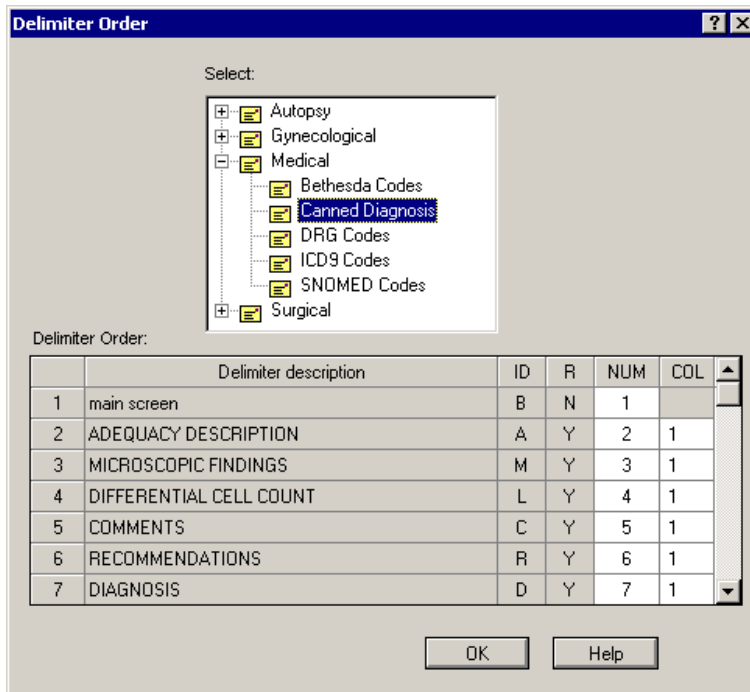 Delimiter Order
Select:
Autopsy
Gynecological
Medical
Bethesda Codes
Canned Diagnosis
DRG Codes
ICD9 Codes
SNOMED Codes
Surgical
Delimiter Order:
Delimiter description ID R NUM COL
1 main screen B N 1
2 ADEQUACY DESCRIPTION A Y 2 1
3 MICROSCOPIC FINDINGS M Y 3 1
4 DIFFERENTIAL CELL COUNT L Y 4 1
5 COMMENTS C Y 5 1
6 RECOMMENDATIONS R Y 6 1
7 DIAGNOSIS D Y 7 1
OK Help